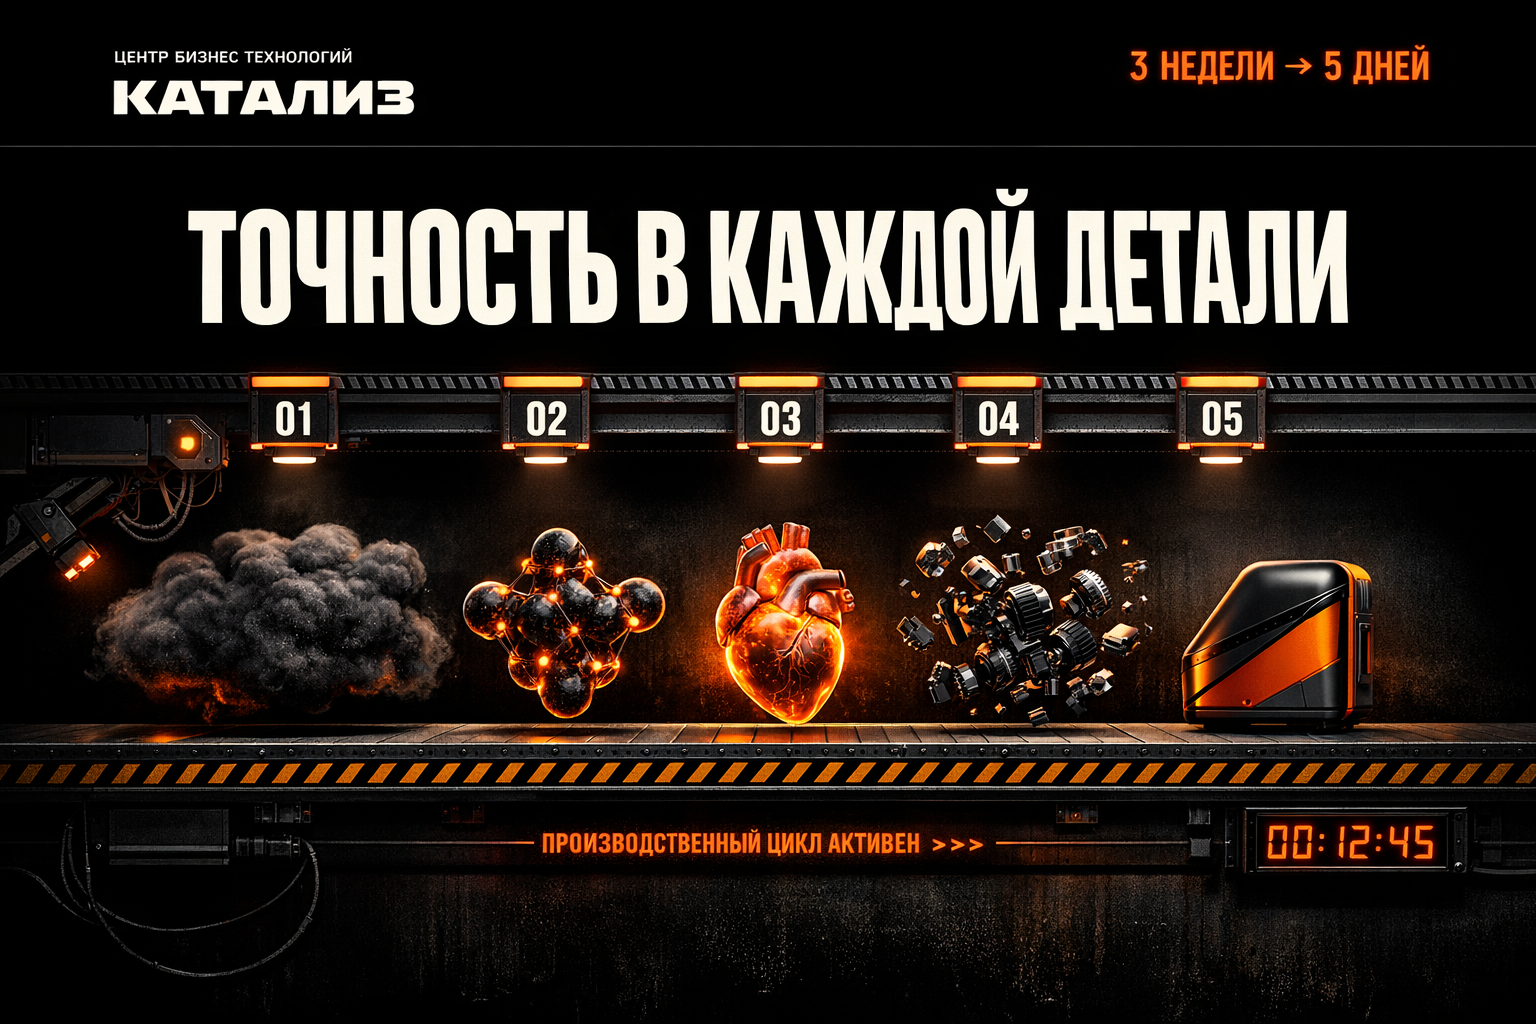 ЦЕНТР БИЗНЕС ТЕХНОЛОГИЙ
КАТАЛИЗ
3 НЕДЕЛИ → 5 ДНЕЙ
ТОЧНОСТЬ В КАЖДОЙ ДЕТАЛИ
01 02 03 04 05
ПРОИЗВОДСТВЕННЫЙ ЦИКЛ АКТИВЕН >>>
00:12:45